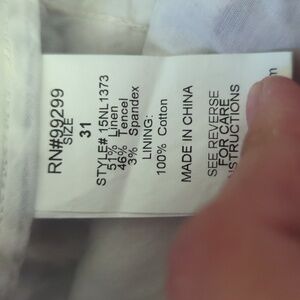 RN#99299
SIZE
31
STYLE# 15NL1373
51% Linen
46% Tencel
3% Spandex
LINING:
100% Cotton
MADE IN CHINA
SEE REVERSE
FOR CARE
INSTRUCTIONS